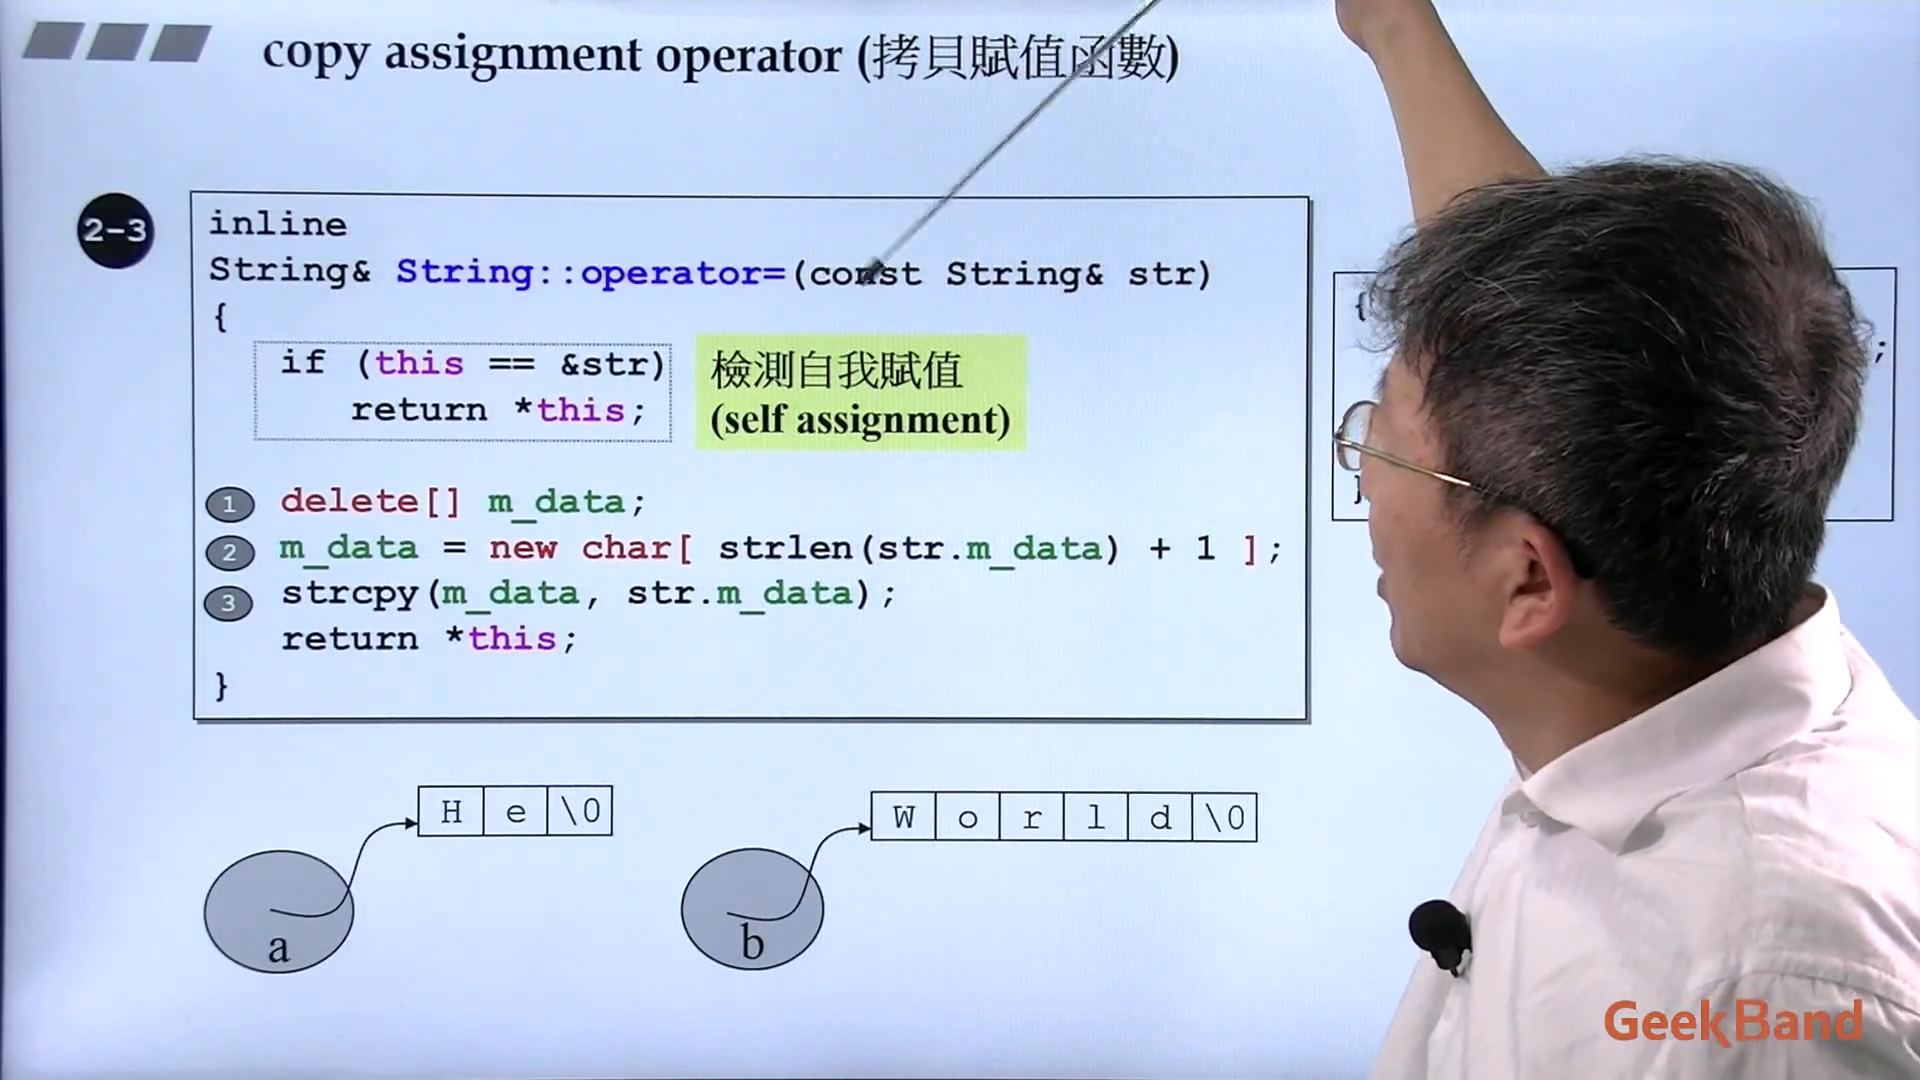 copy assignment operator (拷貝賦值函數)
2-3
inline
String& String::operator=(const String& str)
{
if (this == &str)
return *this;
檢測自我賦值
(self assignment)
1 delete[] m_data;
2 m_data = new char[ strlen(str.m_data) + 1 ];
3 strcpy(m_data, str.m_data);
return *this;
}
{
;
H e \0
W o r l d \0
a
b
GeekBand